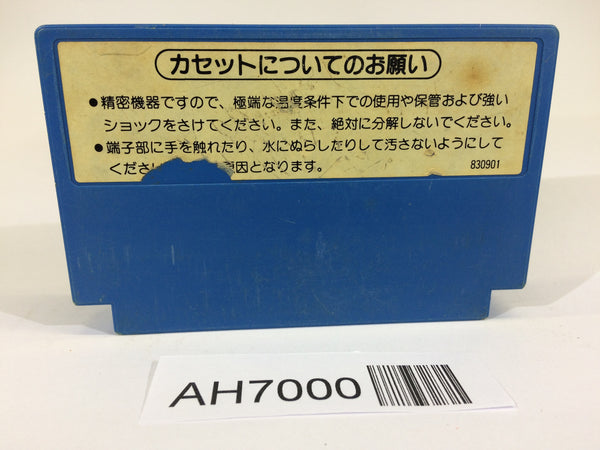 カセットについてのお願い
●精密機器ですので、極端な温度条件下での使用や保管および強い
ショックをさけてください。また、絶対に分解しないでください。
●端子部に手を触れたり、水にぬらしたりして汚さないようにして
くださ 因となります。
830901
AH7000